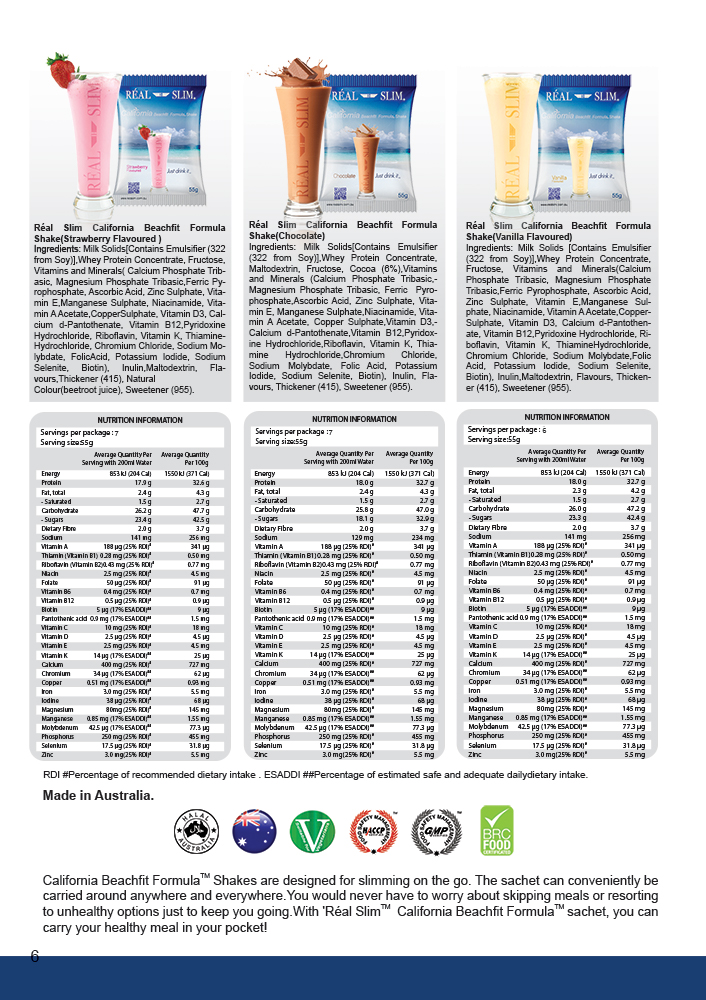 RÉAL SLIM
RÉAL SLIM.
California Beachfit Formula, Shake
Strawberry
Flavoured
Just drink it..
55g
RÉAL SLIM
RÉAL SLIM.
California Beachfit Formula, Shake
Chocolate
Just drink it..
55g
RÉAL SLIM
RÉAL SLIM.
California Beachfit Formula, Shake
Vanilla
Just drink it..
55g
Réal Slim California Beachfit Formula
Shake(Strawberry Flavoured )
Ingredients: Milk Solids[Contains Emulsifier (322
from Soy)],Whey Protein Concentrate, Fructose,
Vitamins and Minerals( Calcium Phosphate Trib-
asic, Magnesium Phosphate Tribasic,Ferric Py-
rophosphate, Ascorbic Acid, Zinc Sulphate, Vita-
min E,Manganese Sulphate, Niacinamide, Vita-
min A Acetate,CopperSulphate, Vitamin D3, Cal-
cium d-Pantothenate, Vitamin B12,Pyridoxine
Hydrochloride, Riboflavin, Vitamin K, Thiamine-
Hydrochloride, Chromium Chloride, Sodium Mo-
lybdate, FolicAcid, Potassium Iodide, Sodium
Selenite, Biotin), Inulin,Maltodextrin, Fla-
vours,Thickener (415), Natural
Colour(beetroot juice), Sweetener (955).
Réal Slim California Beachfit Formula
Shake(Chocolate)
Ingredients: Milk Solids[Contains Emulsifier
(322 from Soy)],Whey Protein Concentrate,
Maltodextrin, Fructose, Cocoa (6%),Vitamins
and Minerals (Calcium Phosphate Tribasic,-
Magnesium Phosphate Tribasic, Ferric Pyro-
phosphate,Ascorbic Acid, Zinc Sulphate, Vita-
min E, Manganese Sulphate,Niacinamide, Vita-
min A Acetate, Copper Sulphate,Vitamin D3,-
Calcium d-Pantothenate,Vitamin B12,Pyridox-
ine Hydrochloride,Riboflavin, Vitamin K, Thia-
mine Hydrochloride,Chromium Chloride,
Sodium Molybdate, Folic Acid, Potassium
Iodide, Sodium Selenite, Biotin), Inulin, Fla-
vours, Thickener (415), Sweetener (955).
Réal Slim California Beachfit Formula
Shake(Vanilla Flavoured)
Ingredients: Milk Solids [Contains Emulsifier
(322 from Soy)],Whey Protein Concentrate,
Fructose, Vitamins and Minerals(Calcium
Phosphate Tribasic, Magnesium Phosphate
Tribasic,Ferric Pyrophosphate, Ascorbic Acid,
Zinc Sulphate, Vitamin E,Manganese Sul-
phate, Niacinamide, Vitamin A Acetate,Copper-
Sulphate, Vitamin D3, Calcium d-Pantothen-
ate, Vitamin B12,Pyridoxine Hydrochloride, Ri-
boflavin, Vitamin K, ThiamineHydrochloride,
Chromium Chloride, Sodium Molybdate,Folic
Acid, Potassium Iodide, Sodium Selenite,
Biotin), Inulin,Maltodextrin, Flavours, Thicken-
er (415), Sweetener (955).
NUTRITION INFORMATION
Servings per package : 7
Serving size:55g
Average Quantity Per Average Quantity
Serving with 200ml Water Per 100g
Energy 853 kJ (204 Cal) 1550 kJ (371 Cal)
Protein 17.9 g 32.6 g
Fat, total 2.4 g 4.3 g
- Saturated 1.5 g 2.7 g
Carbohydrate 26.2 g 47.7 g
- Sugars 23.4 g 42.5 g
Dietary Fibre 2.0 g 3.7 g
Sodium 141 mg 256 mg
Vitamin A 188 µg (25% RDI)# 341 µg
Thiamin (Vitamin B1) 0.28 mg (25% RDI)# 0.50 mg
Riboflavin (Vitamin B2)0.43 mg (25% RDI)# 0.77 mg
Niacin 2.5 mg (25% RDI)# 4.5 mg
Folate 50 µg (25% RDI)# 91 µg
Vitamin B6 0.4 mg (25% RDI)# 0.7 mg
Vitamin B12 0.5 µg (25% RDI)# 0.9 µg
Biotin 5 µg (17% ESADDI)## 9 µg
Pantothenic acid 0.9 mg (17% ESADDI)## 1.5 mg
Vitamin C 10 mg (25% RDI)# 18 mg
Vitamin D 2.5 µg (25% RDI)# 4.5 µg
Vitamin E 2.5 mg (25% RDI)# 4.5 mg
Vitamin K 14 µg (17% ESADDI)## 25 µg
Calcium 400 mg (25% RDI)# 727 mg
Chromium 34 µg (17% ESADDI)## 62 µg
Copper 0.51 mg (17% ESADDI)## 0.93 mg
Iron 3.0 mg (25% RDI)# 5.5 mg
Iodine 38 µg (25% RDI)# 68 µg
Magnesium 80mg (25% RDI)# 145 mg
Manganese 0.85 mg (17% ESADDI)## 1.55 mg
Molybdenum 42.5 µg (17% ESADDI)## 77.3 µg
Phosphorus 250 mg (25% RDI)# 455 mg
Selenium 17.5 µg (25% RDI)# 31.8 µg
Zinc 3.0 mg(25% RDI)# 5.5 mg
NUTRITION INFORMATION
Servings per package :7
Serving size:55g
Average Quantity Per Average Quantity
Serving with 200ml Water Per 100g
Energy 853 kJ (204 Cal) 1550 kJ (371 Cal)
Protein 18.0 g 32.7 g
Fat, total 2.4 g 4.3 g
- Saturated 1.5 g 2.7 g
Carbohydrate 25.8 g 47.0 g
- Sugars 18.1 g 32.9 g
Dietary Fibre 2.0 g 3.7 g
Sodium 129 mg 234 mg
Vitamin A 188 µg (25% RDI)# 341 µg
Thiamin (Vitamin B1) 0.28 mg (25% RDI)# 0.50 mg
Riboflavin (Vitamin B2)0.43 mg (25% RDI)# 0.77 mg
Niacin 2.5 mg (25% RDI)# 4.5 mg
Folate 50 µg (25% RDI)# 91 µg
Vitamin B6 0.4 mg (25% RDI)# 0.7 mg
Vitamin B12 0.5 µg (25% RDI)# 0.9 µg
Biotin 5 µg (17% ESADDI)## 9 µg
Pantothenic acid 0.9 mg (17% ESADDI)## 1.5 mg
Vitamin C 10 mg (25% RDI)# 18 mg
Vitamin D 2.5 µg (25% RDI)# 4.5 µg
Vitamin E 2.5 mg (25% RDI)# 4.5 mg
Vitamin K 14 µg (17% ESADDI)## 25 µg
Calcium 400 mg (25% RDI)# 727 mg
Chromium 34 µg (17% ESADDI)## 62 µg
Copper 0.51 mg (17% ESADDI)## 0.93 mg
Iron 3.0 mg (25% RDI)# 5.5 mg
Iodine 38 µg (25% RDI)# 68 µg
Magnesium 80mg (25% RDI)# 145 mg
Manganese 0.85 mg (17% ESADDI)## 1.55 mg
Molybdenum 42.5 µg (17% ESADDI)## 77.3 µg
Phosphorus 250 mg (25% RDI)# 455 mg
Selenium 17.5 µg (25% RDI)# 31.8 µg
Zinc 3.0 mg(25% RDI)# 5.5 mg
NUTRITION INFORMATION
Servings per package : 6
Serving size:55g
Average Quantity Per Average Quantity
Serving with 200ml Water Per 100g
Energy 853 kJ (204 Cal) 1550 kJ (371 Cal)
Protein 18.0 g 32.7 g
Fat, total 2.3 g 4.2 g
- Saturated 1.5 g 2.7 g
Carbohydrate 26.0 g 47.2 g
- Sugars 23.3 g 42.4 g
Dietary Fibre 2.0 g 3.7 g
Sodium 141 mg 256 mg
Vitamin A 188 µg (25% RDI)# 341 µg
Thiamin (Vitamin B1) 0.28 mg (25% RDI)# 0.50 mg
Riboflavin (Vitamin B2)0.43 mg (25% RDI)# 0.77 mg
Niacin 2.5 mg (25% RDI)# 4.5 mg
Folate 50 µg (25% RDI)# 91 µg
Vitamin B6 0.4 mg (25% RDI)# 0.7 mg
Vitamin B12 0.5 µg (25% RDI)# 0.9 µg
Biotin 5 µg (17% ESADDI)## 9 µg
Pantothenic acid 0.9 mg (17% ESADDI)## 1.5 mg
Vitamin C 10 mg (25% RDI)# 18 mg
Vitamin D 2.5 µg (25% RDI)# 4.5 µg
Vitamin E 2.5 mg (25% RDI)# 4.5 mg
Vitamin K 14 µg (17% ESADDI)## 25 µg
Calcium 400 mg (25% RDI)# 727 mg
Chromium 34 µg (17% ESADDI)## 62 µg
Copper 0.51 mg (17% ESADDI)## 0.93 mg
Iron 3.0 mg (25% RDI)# 5.5 mg
Iodine 38 µg (25% RDI)# 68 µg
Magnesium 80mg (25% RDI)# 145 mg
Manganese 0.85 mg (17% ESADDI)## 1.55 mg
Molybdenum 42.5 µg (17% ESADDI)## 77.3 µg
Phosphorus 250 mg (25% RDI)# 455 mg
Selenium 17.5 µg (25% RDI)# 31.8 µg
Zinc 3.0 mg(25% RDI)# 5.5 mg
RDI #Percentage of recommended dietary intake . ESADDI ##Percentage of estimated safe and adequate dailydietary intake.
Made in Australia.
HALAL AUSTRALIA
V
FOOD SAFETY MANAGEMENT HACCP TM
FOOD SAFETY MANAGEMENT GMP TM
BRC
FOOD
CERTIFICATED
California Beachfit Formula™ Shakes are designed for slimming on the go. The sachet can conveniently be
carried around anywhere and everywhere.You would never have to worry about skipping meals or resorting
to unhealthy options just to keep you going.With 'Réal Slim™ California Beachfit Formula™ sachet, you can
carry your healthy meal in your pocket!
6